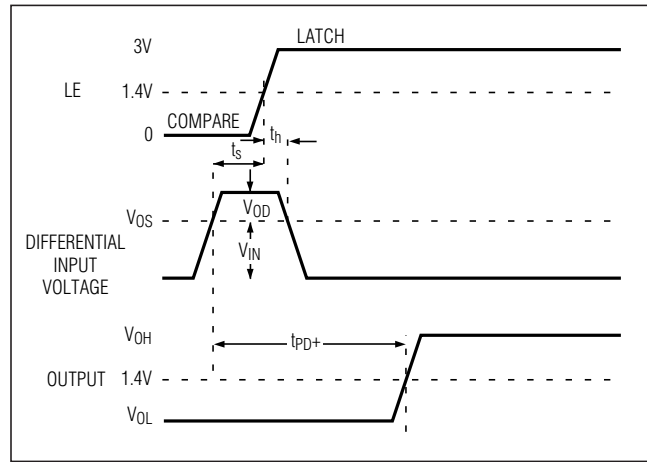 3V
LATCH
LE
1.4V
COMPARE
0
th
ts
VOS
VOD
VIN
DIFFERENTIAL
INPUT
VOLTAGE
VOH
tPD+
OUTPUT
1.4V
VOL